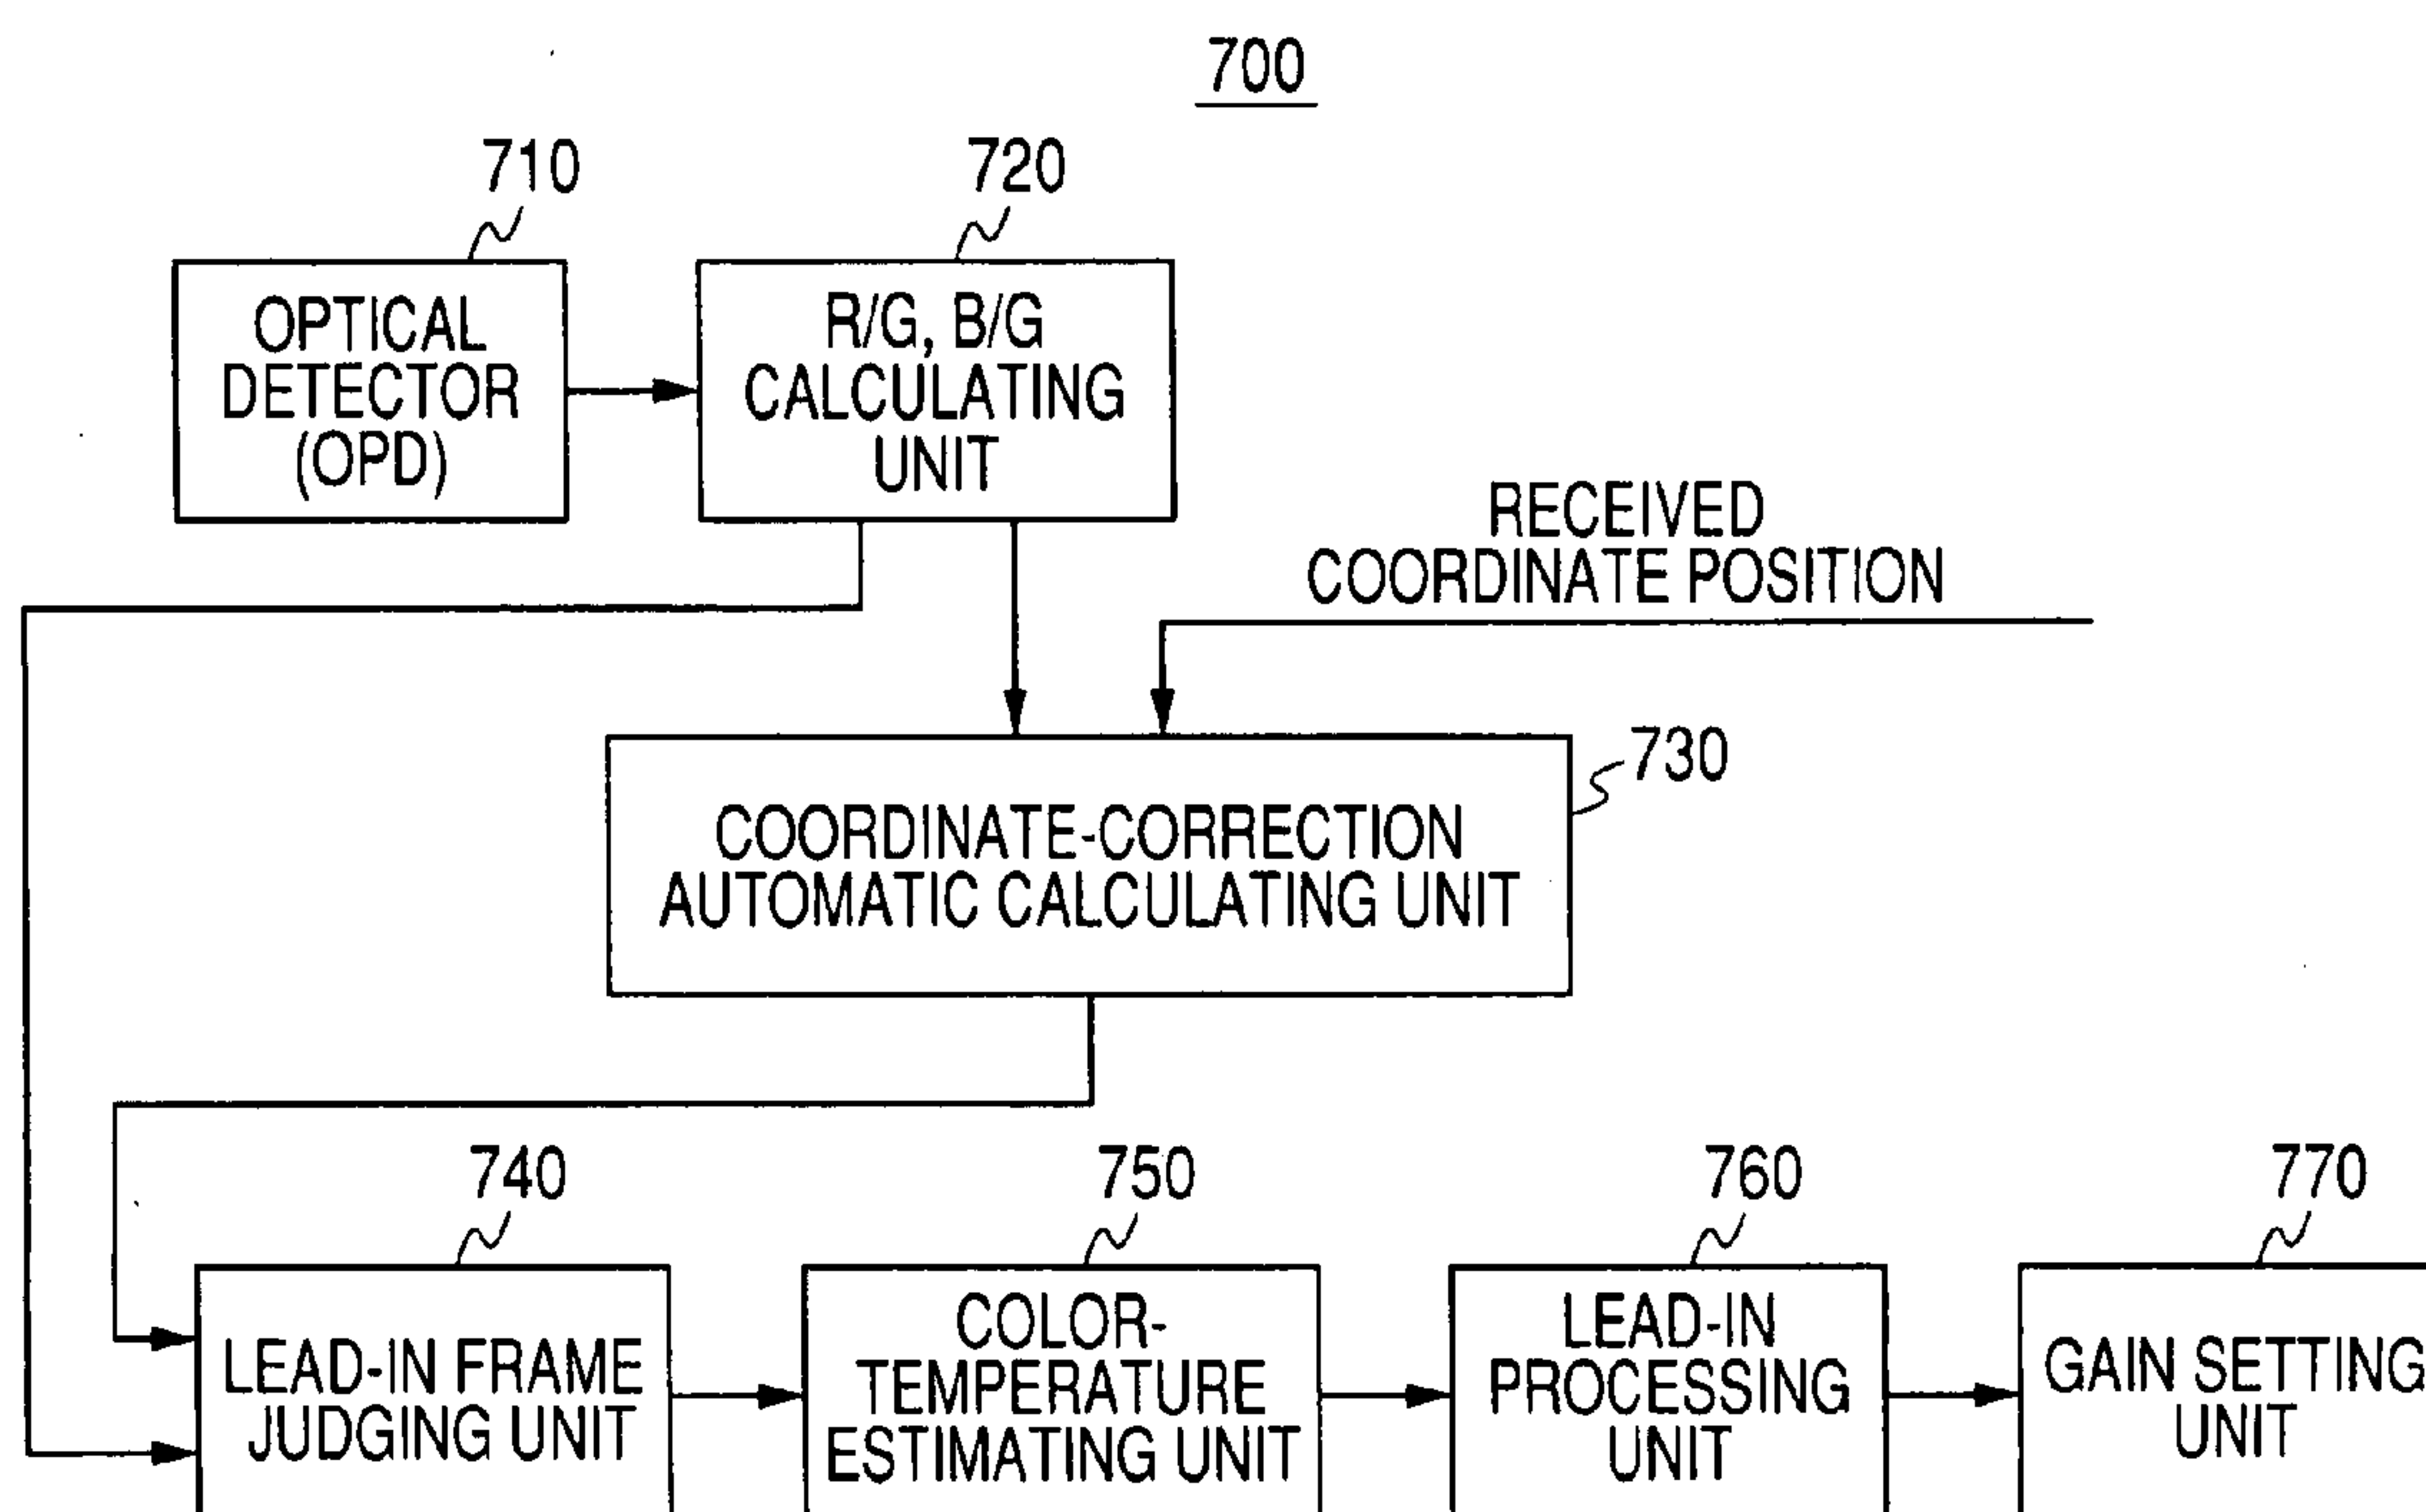 700
710
720
OPTICAL
DETECTOR
(OPD)
R/G, B/G
CALCULATING
UNIT
RECEIVED
COORDINATE POSITION
730
COORDINATE-CORRECTION
AUTOMATIC CALCULATING UNIT
740
750
760
770
LEAD-IN FRAME
JUDGING UNIT
COLOR-
TEMPERATURE
ESTIMATING UNIT
LEAD-IN
PROCESSING
UNIT
GAIN SETTING
UNIT